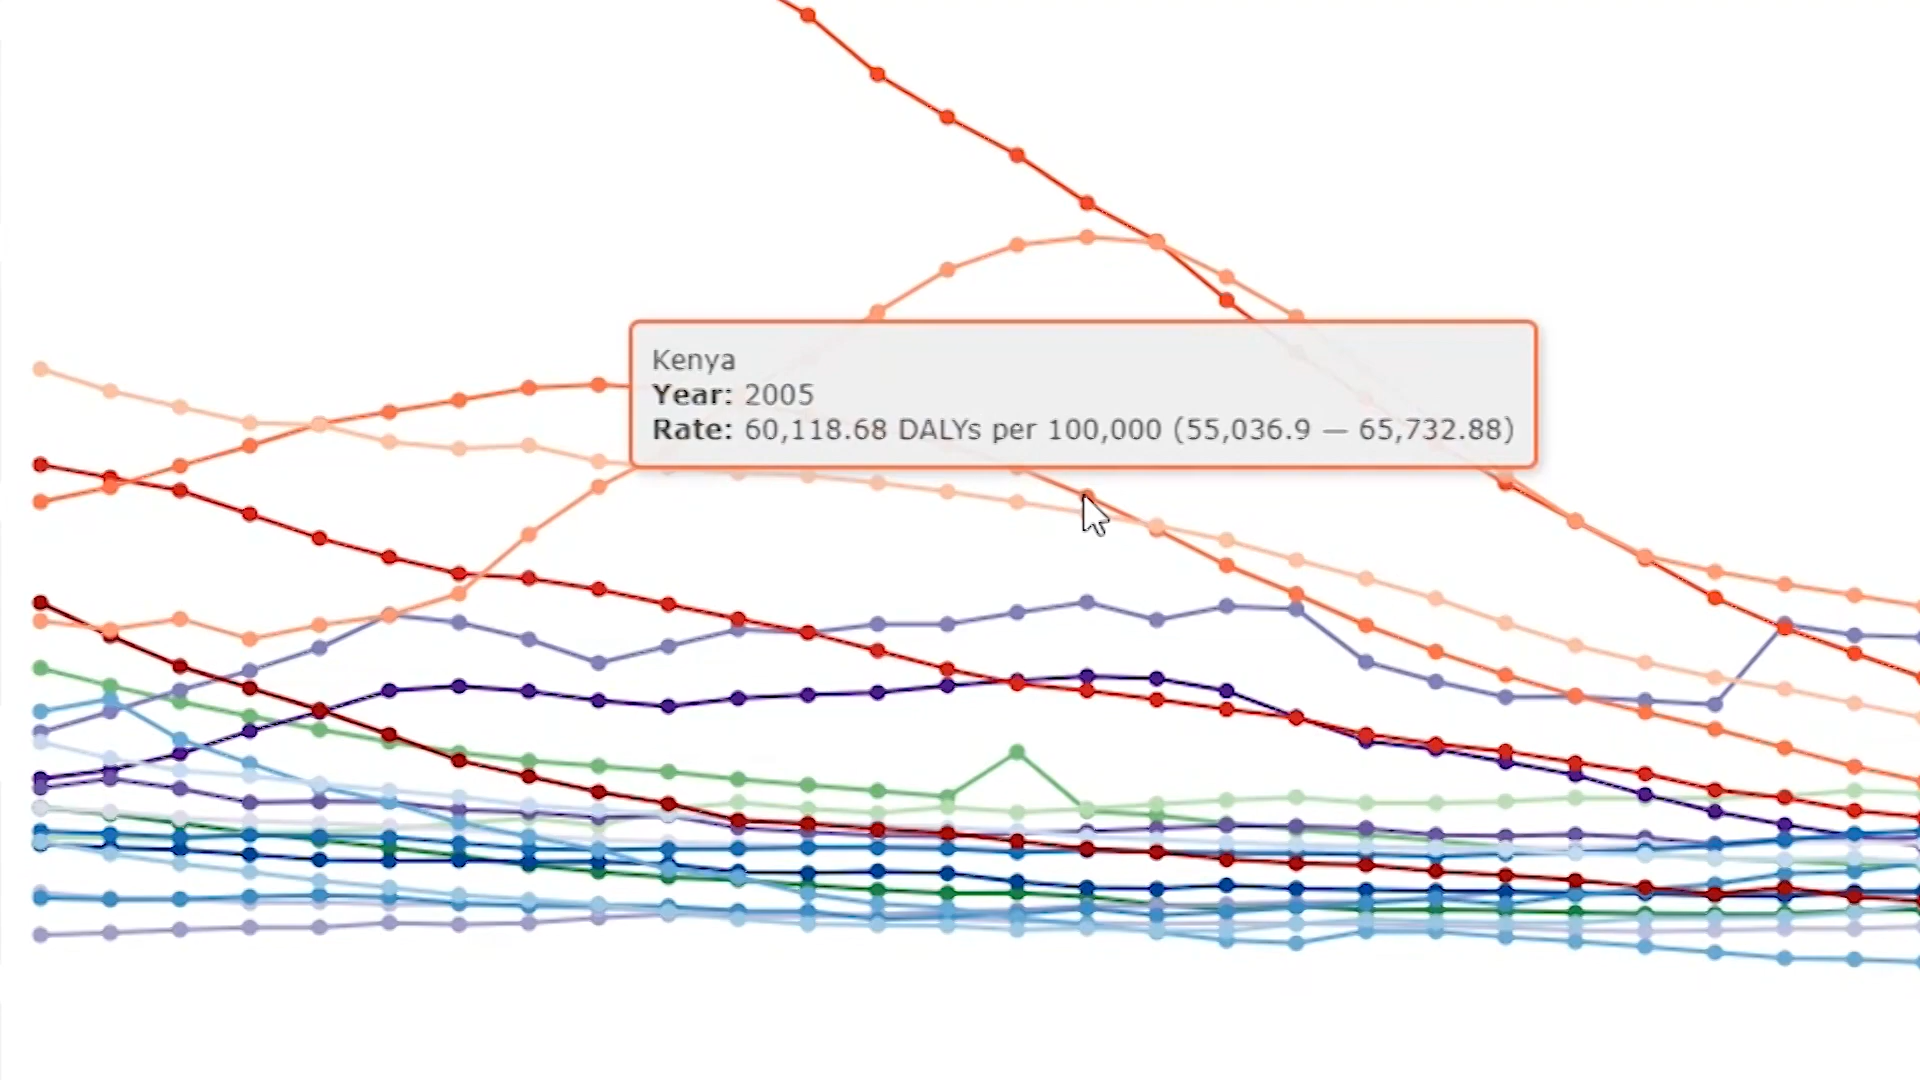 Kenya
Year: 2005
Rate: 60,118.68 DALYs per 100,000 (55,036.9 — 65,732.88)